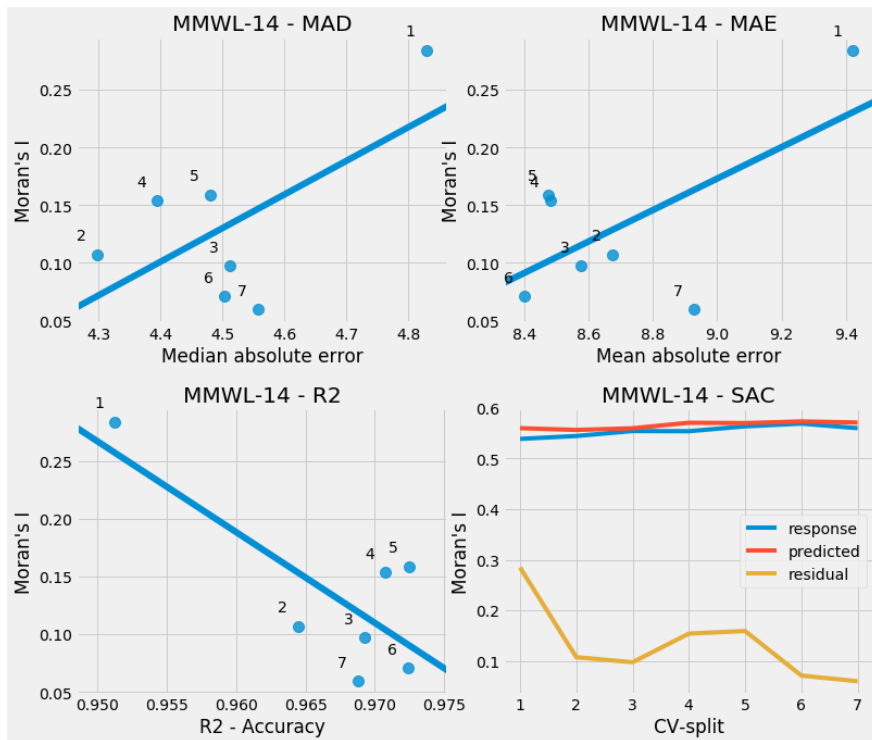 MMWL-14 - MAD
1
0.25
0.20
0.15
0.10
0.05
Moran's I
4
5
2
3
6
7
4.3 4.4 4.5 4.6 4.7 4.8
Median absolute error
MMWL-14 - MAE
1
0.25
0.20
0.15
0.10
0.05
Moran's I
5
4
3
2
6
7
8.4 8.6 8.8 9.0 9.2 9.4
Mean absolute error
MMWL-14 - R2
1
0.25
0.20
0.15
0.10
0.05
Moran's I
4
5
2
3
7
6
0.950 0.955 0.960 0.965 0.970 0.975
R2 - Accuracy
MMWL-14 - SAC
0.6
0.5
0.4
0.3
0.2
0.1
Moran's I
response
predicted
residual
1 2 3 4 5 6 7
CV-split